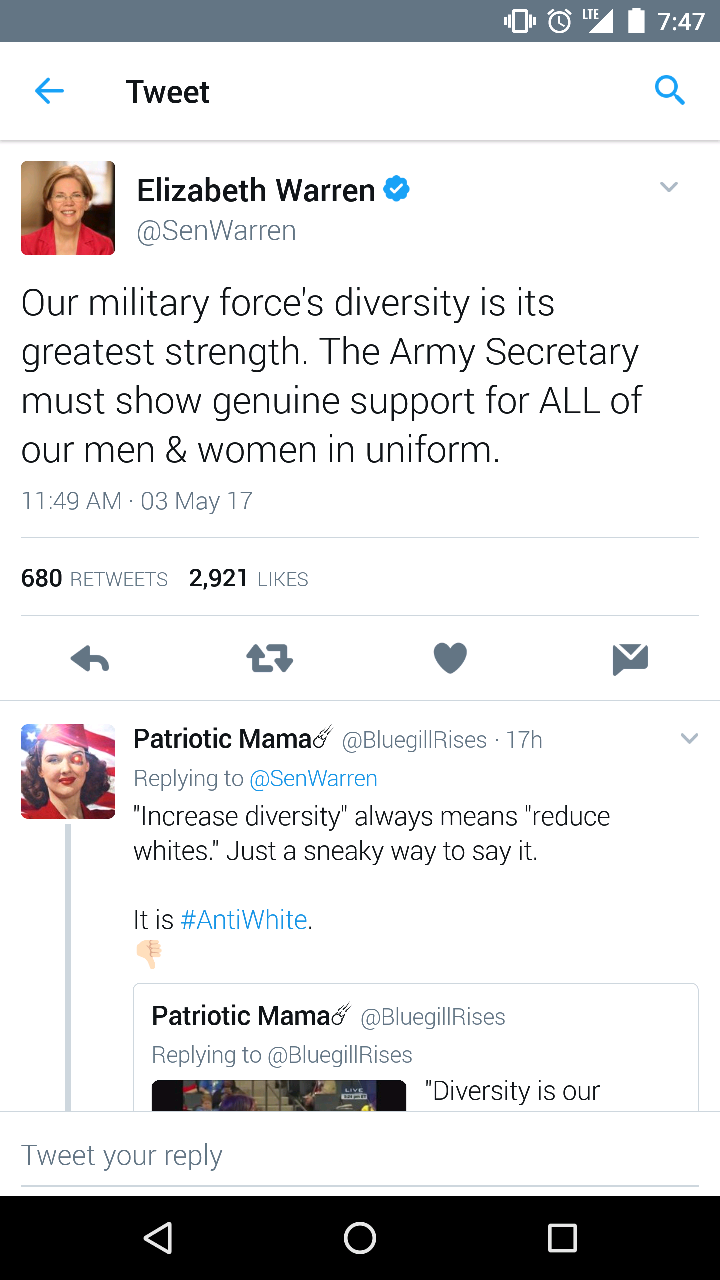 LTE 7:47
Tweet
Elizabeth Warren
@SenWarren
Our military force's diversity is its
greatest strength. The Army Secretary
must show genuine support for ALL of
our men & women in uniform.
11:49 AM · 03 May 17
680 RETWEETS 2,921 LIKES
Patriotic Mama☄ @BluegillRises · 17h
Replying to @SenWarren
"Increase diversity" always means "reduce
whites." Just a sneaky way to say it.
It is #AntiWhite.
👎🏻
Patriotic Mama☄ @BluegillRises
Replying to @BluegillRises
LIVE
"Diversity is our
Tweet your reply